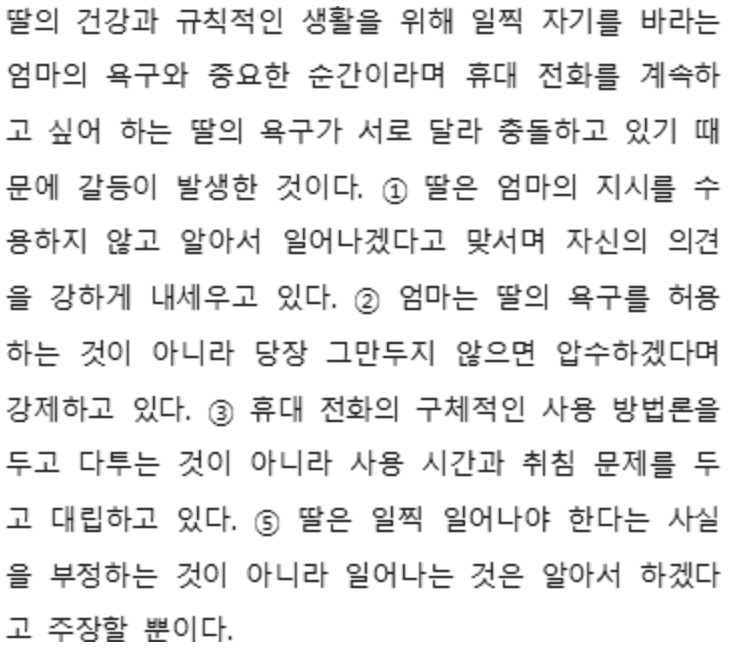 딸의 건강과 규칙적인 생활을 위해 일찍 자기를 바라는
엄마의 욕구와 중요한 순간이라며 휴대 전화를 계속하
고 싶어 하는 딸의 욕구가 서로 달라 충돌하고 있기 때
문에 갈등이 발생한 것이다. ① 딸은 엄마의 지시를 수
용하지 않고 알아서 일어나겠다고 맞서며 자신의 의견
을 강하게 내세우고 있다. ② 엄마는 딸의 욕구를 허용
하는 것이 아니라 당장 그만두지 않으면 압수하겠다며
강제하고 있다. ③ 휴대 전화의 구체적인 사용 방법론을
두고 다투는 것이 아니라 사용 시간과 취침 문제를 두
고 대립하고 있다. ⑤ 딸은 일찍 일어나야 한다는 사실
을 부정하는 것이 아니라 일어나는 것은 알아서 하겠다
고 주장할 뿐이다.